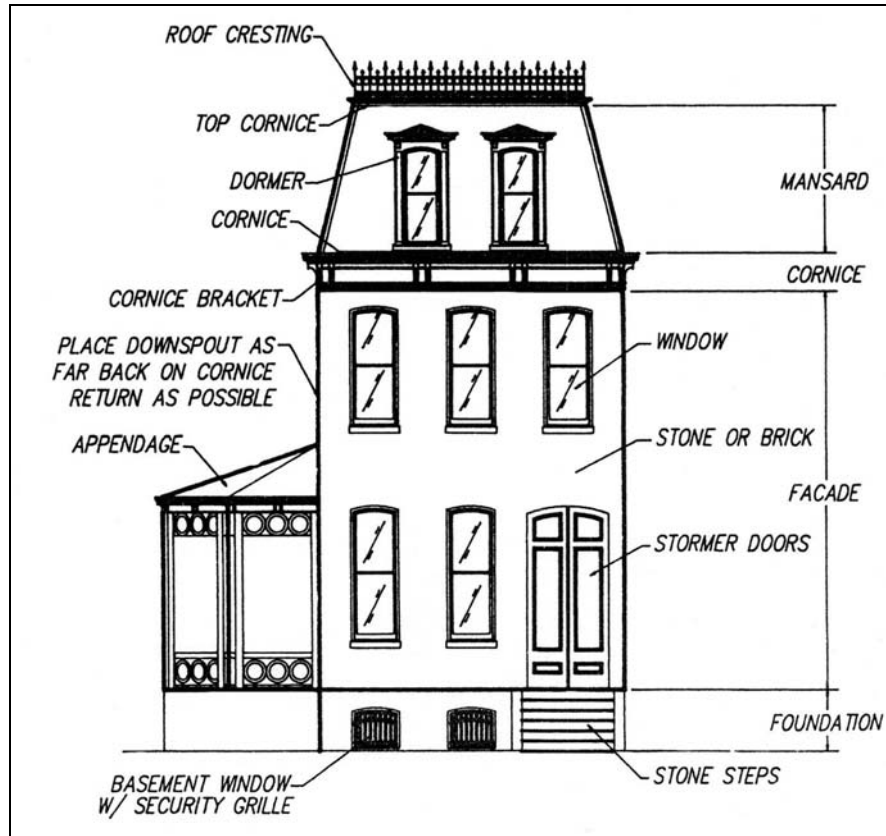 ROOF CRESTING
TOP CORNICE
DORMER
MANSARD
CORNICE
CORNICE
CORNICE BRACKET
PLACE DOWNSPOUT AS
FAR BACK ON CORNICE
RETURN AS POSSIBLE
WINDOW
APPENDAGE
STONE OR BRICK
FACADE
STORMER DOORS
FOUNDATION
BASEMENT WINDOW
W/ SECURITY GRILLE
STONE STEPS